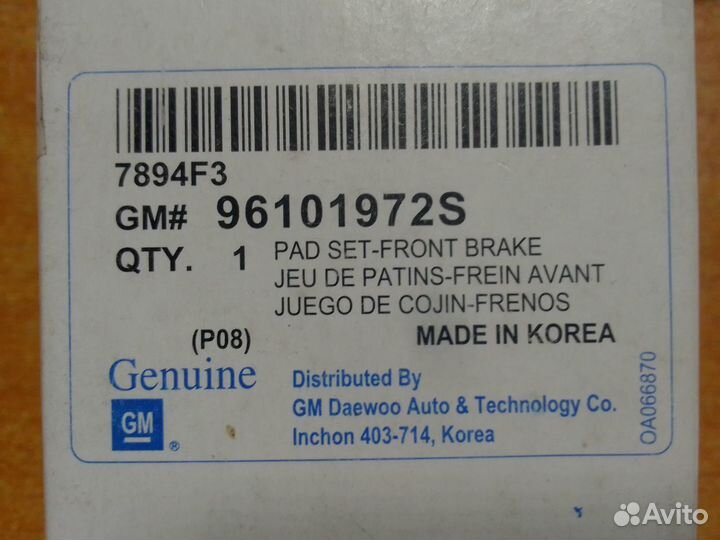 7894F3
GM# 96101972S
QTY. 1
PAD SET-FRONT BRAKE
JEU DE PATINS-FREIN AVANT
JUEGO DE COJIN-FRENOS
(P08)
MADE IN KOREA
Genuine
GM ®
Distributed By
GM Daewoo Auto & Technology Co.
Inchon 403-714, Korea
OA066870
Avito